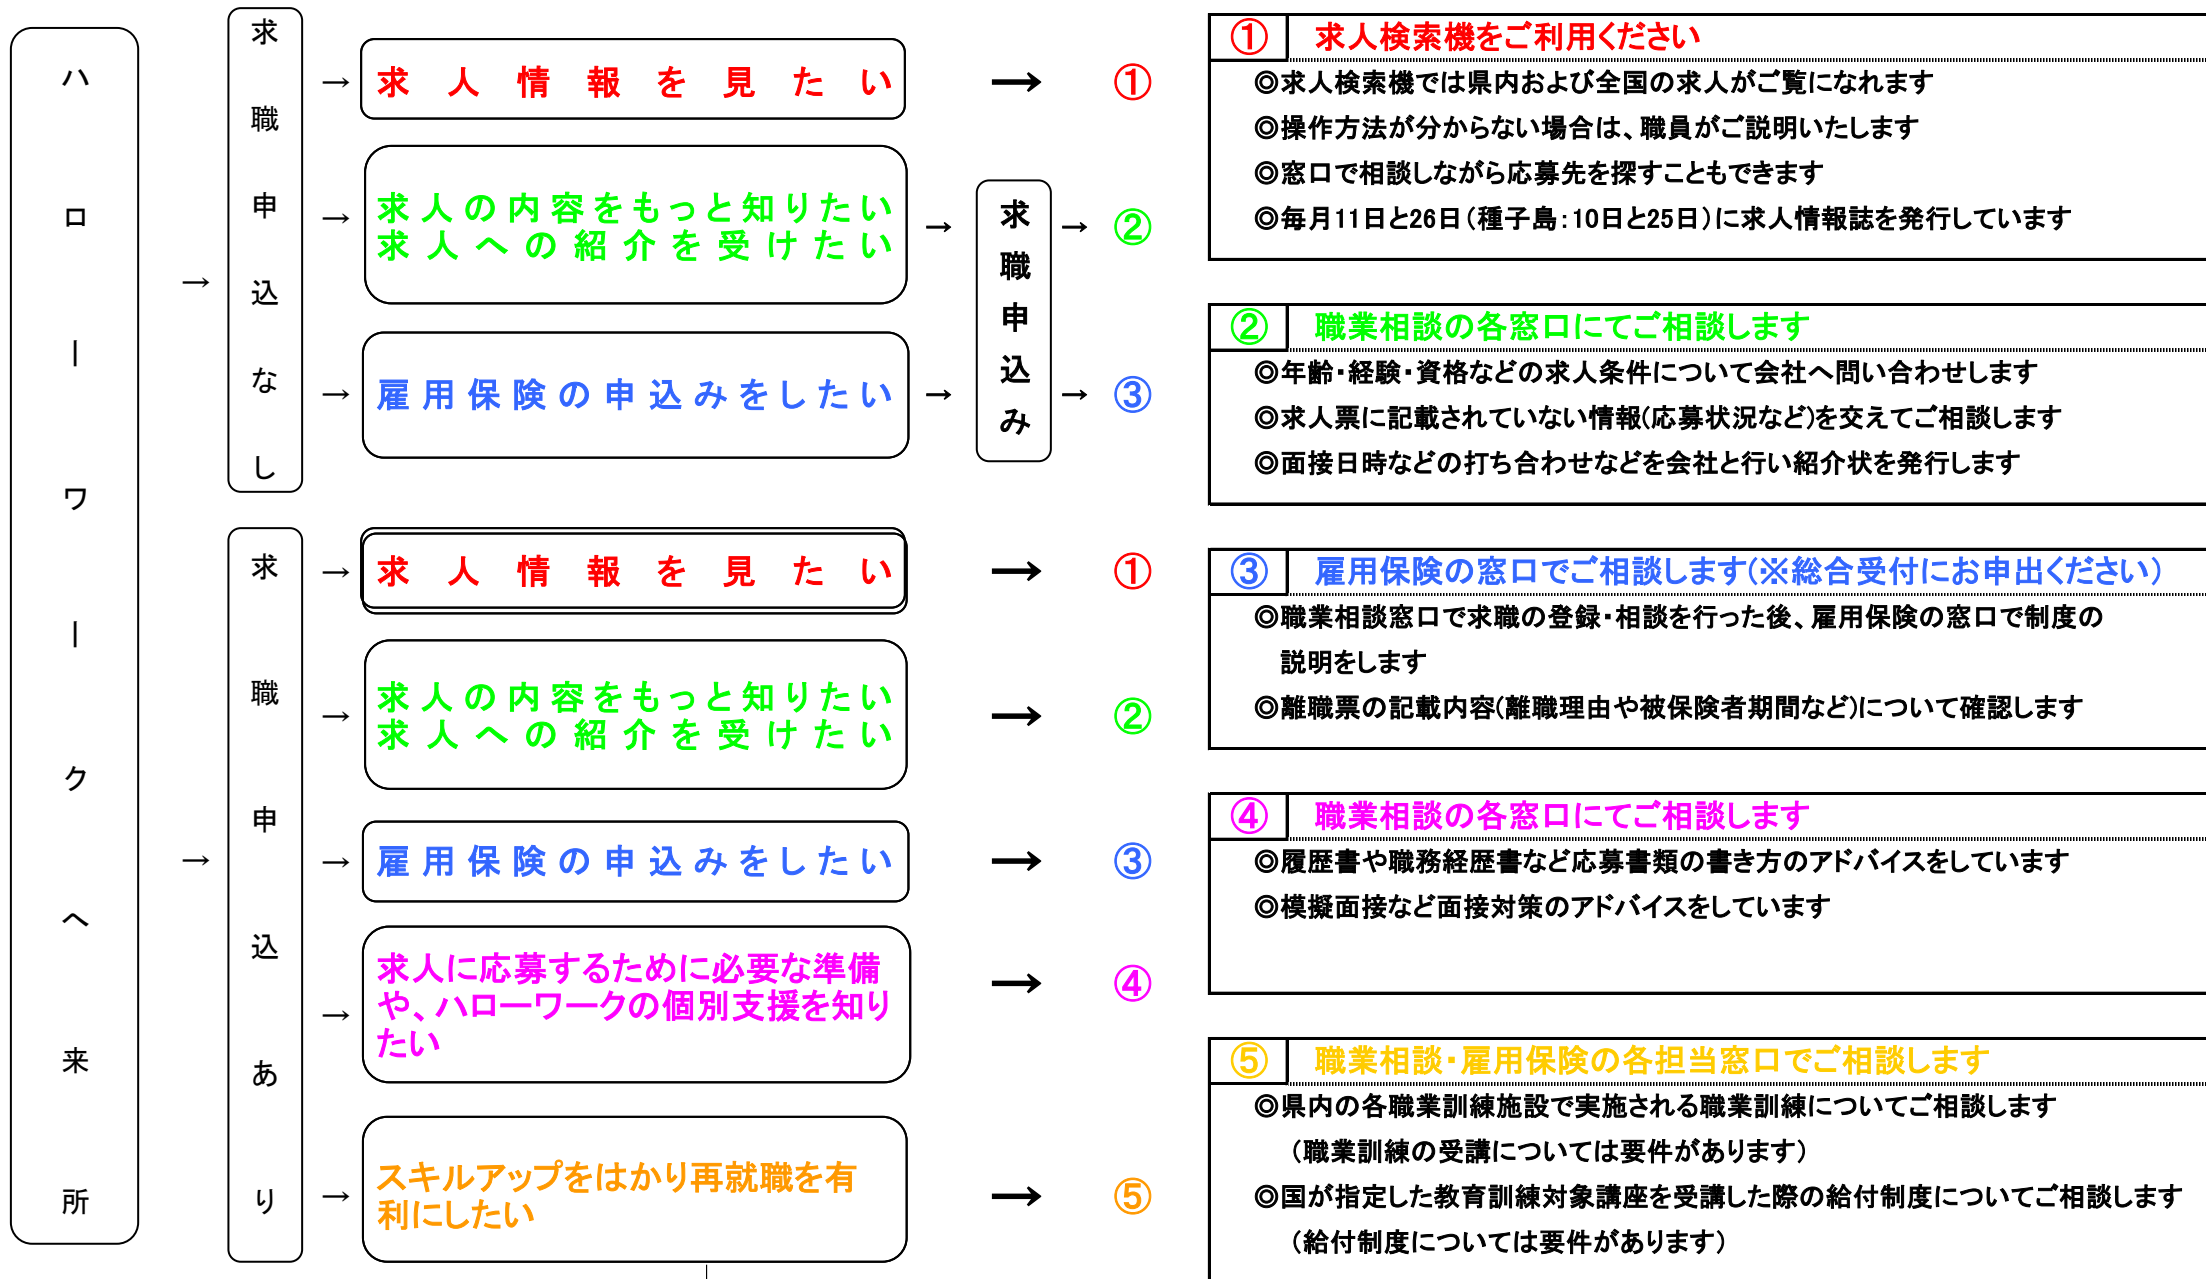 ハローワークへ来所
→
求職申込なし
→
求人情報を見たい
→
①
→
求人の内容をもっと知りたい
求人への紹介を受けたい
→
求職申込み
→
②
→
雇用保険の申込みをしたい
→
→
③
→
求職申込あり
→
求人情報を見たい
→
①
→
求人の内容をもっと知りたい
求人への紹介を受けたい
→
②
→
雇用保険の申込みをしたい
→
③
→
求人に応募するために必要な準備
や、ハローワークの個別支援を知り
たい
→
④
→
スキルアップをはかり再就職を有
利にしたい
→
⑤
① 求人検索機をご利用ください
◎求人検索機では県内および全国の求人がご覧になれます
◎操作方法が分からない場合は、職員がご説明いたします
◎窓口で相談しながら応募先を探すこともできます
◎毎月11日と26日（種子島：10日と25日）に求人情報誌を発行しています
② 職業相談の各窓口にてご相談します
◎年齢・経験・資格などの求人条件について会社へ問い合わせします
◎求人票に記載されていない情報(応募状況など)を交えてご相談します
◎面接日時などの打ち合わせなどを会社と行い紹介状を発行します
③ 雇用保険の窓口でご相談します(※総合受付にお申出ください）
◎職業相談窓口で求職の登録・相談を行った後、雇用保険の窓口で制度の
説明をします
◎離職票の記載内容(離職理由や被保険者期間など)について確認します
④ 職業相談の各窓口にてご相談します
◎履歴書や職務経歴書など応募書類の書き方のアドバイスをしています
◎模擬面接など面接対策のアドバイスをしています
⑤ 職業相談・雇用保険の各担当窓口でご相談します
◎県内の各職業訓練施設で実施される職業訓練についてご相談します
（職業訓練の受講については要件があります）
◎国が指定した教育訓練対象講座を受講した際の給付制度についてご相談します
（給付制度については要件があります）